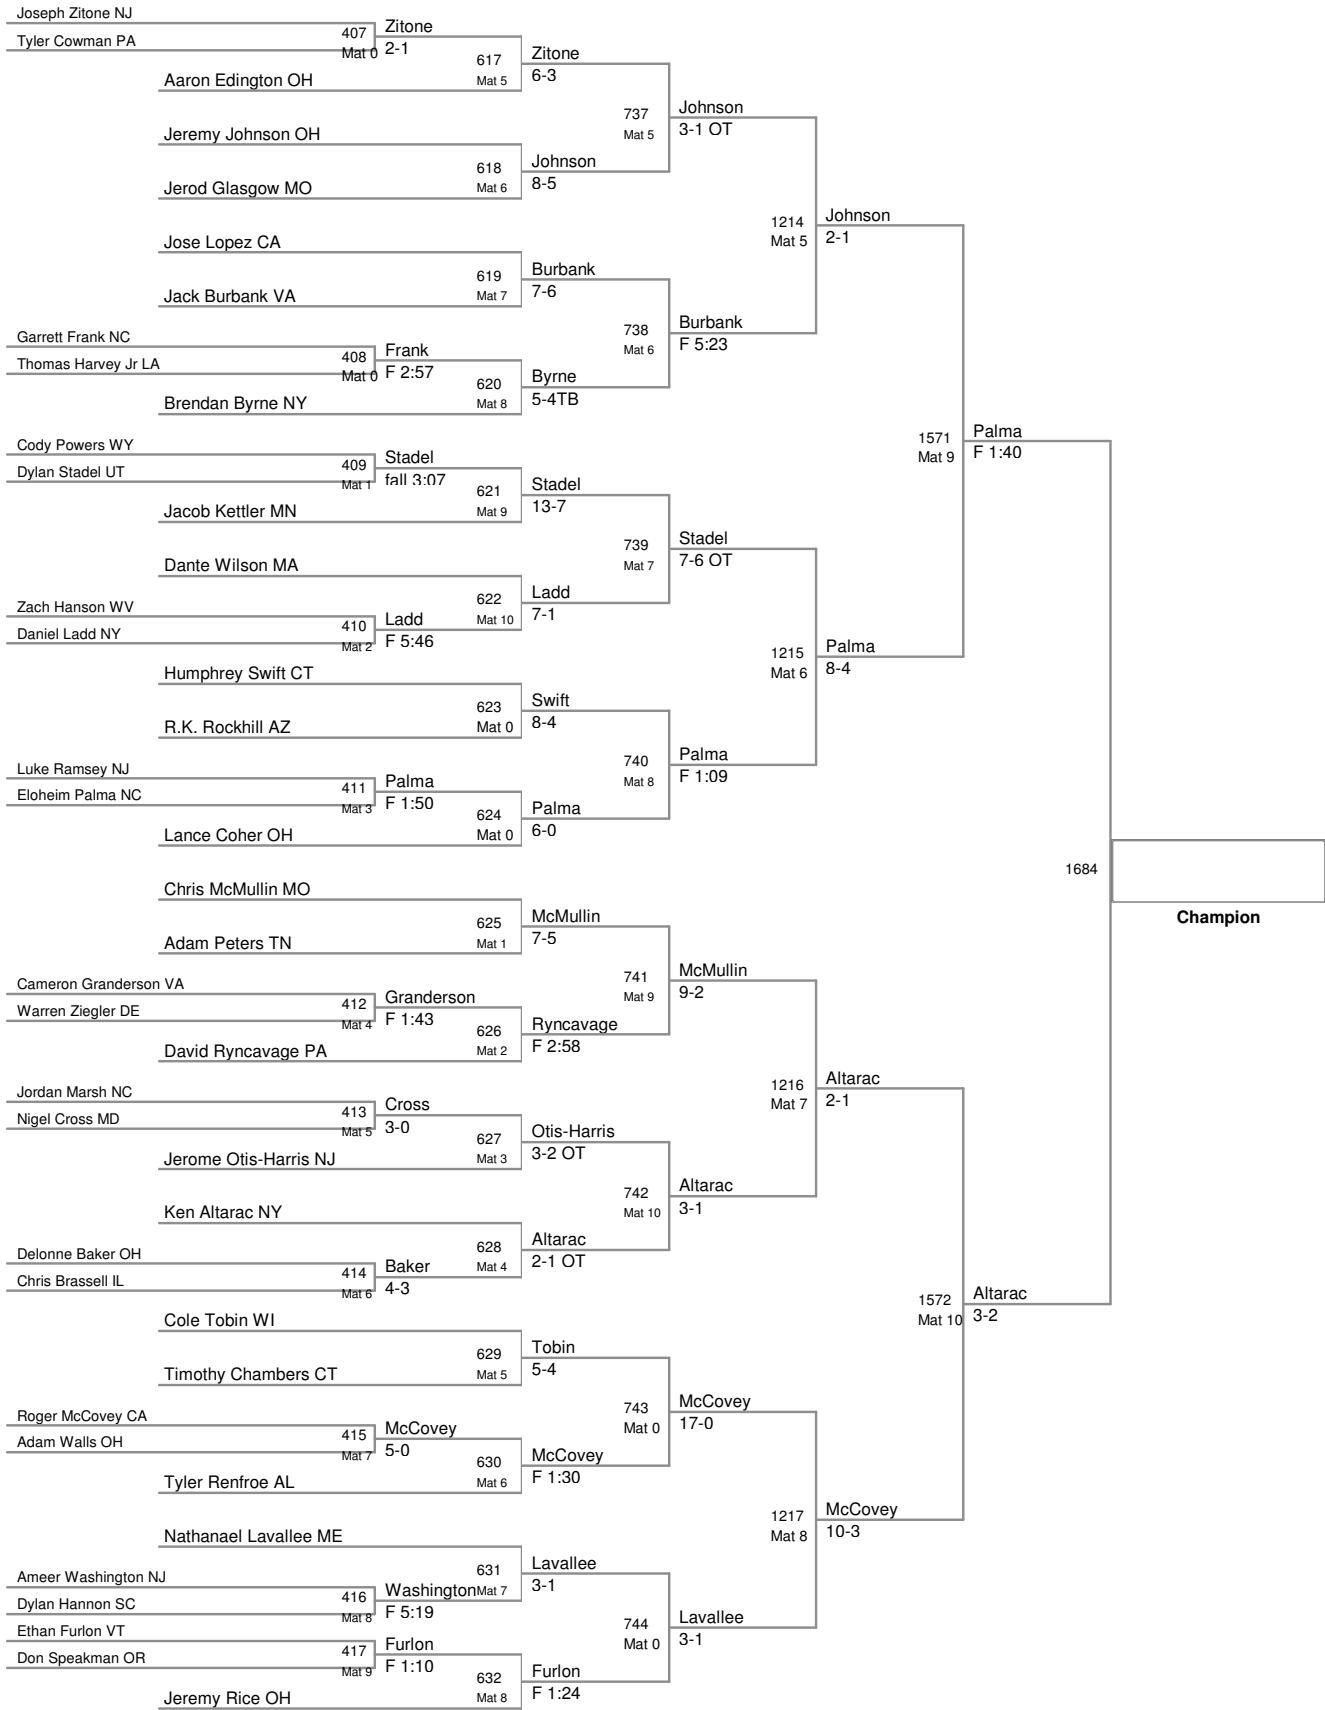 Joseph Zitone NJ
Tyler Cowman PA
407
Mat 0
Zitone
2-1
Aaron Edington OH
617
Mat 5
Zitone
6-3
Jeremy Johnson OH
Jerod Glasgow MO
618
Mat 6
Johnson
8-5
737
Mat 5
Johnson
3-1 OT
Jose Lopez CA
Jack Burbank VA
619
Mat 7
Burbank
7-6
Garrett Frank NC
Thomas Harvey Jr LA
408
Mat 0
Frank
F 2:57
Brendan Byrne NY
620
Mat 8
Byrne
5-4TB
738
Mat 6
Burbank
F 5:23
1214
Mat 5
Johnson
2-1
Cody Powers WY
Dylan Stadel UT
409
Mat 1
Stadel
fall 3:07
Jacob Kettler MN
621
Mat 9
Stadel
13-7
Dante Wilson MA
Zach Hanson WV
Daniel Ladd NY
410
Mat 2
Ladd
F 5:46
622
Mat 10
Ladd
7-1
739
Mat 7
Stadel
7-6 OT
Humphrey Swift CT
R.K. Rockhill AZ
623
Mat 0
Swift
8-4
Luke Ramsey NJ
Eloheim Palma NC
411
Mat 3
Palma
F 1:50
Lance Coher OH
624
Mat 0
Palma
6-0
740
Mat 8
Palma
F 1:09
1215
Mat 6
Palma
8-4
1571
Mat 9
Palma
F 1:40
Chris McMullin MO
Adam Peters TN
625
Mat 1
McMullin
7-5
Cameron Granderson VA
Warren Ziegler DE
412
Mat 4
Granderson
F 1:43
David Ryncavage PA
626
Mat 2
Ryncavage
F 2:58
741
Mat 9
McMullin
9-2
Jordan Marsh NC
Nigel Cross MD
413
Mat 5
Cross
3-0
Jerome Otis-Harris NJ
627
Mat 3
Otis-Harris
3-2 OT
Ken Altarac NY
Delonne Baker OH
Chris Brassell IL
414
Mat 6
Baker
4-3
628
Mat 4
Altarac
2-1 OT
742
Mat 10
Altarac
3-1
1216
Mat 7
Altarac
2-1
Cole Tobin WI
Timothy Chambers CT
629
Mat 5
Tobin
5-4
Roger McCovey CA
Adam Walls OH
415
Mat 7
McCovey
5-0
Tyler Renfroe AL
630
Mat 6
McCovey
F 1:30
743
Mat 0
McCovey
17-0
Nathanael Lavallee ME
Ameer Washington NJ
Dylan Hannon SC
416
Mat 8
Washington
F 5:19
631
Mat 7
Lavallee
3-1
Ethan Furlon VT
Don Speakman OR
417
Mat 9
Furlon
F 1:10
Jeremy Rice OH
632
Mat 8
Furlon
F 1:24
744
Mat 0
Lavallee
3-1
1217
Mat 8
McCovey
10-3
1572
Mat 10
Altarac
3-2
1684
Champion